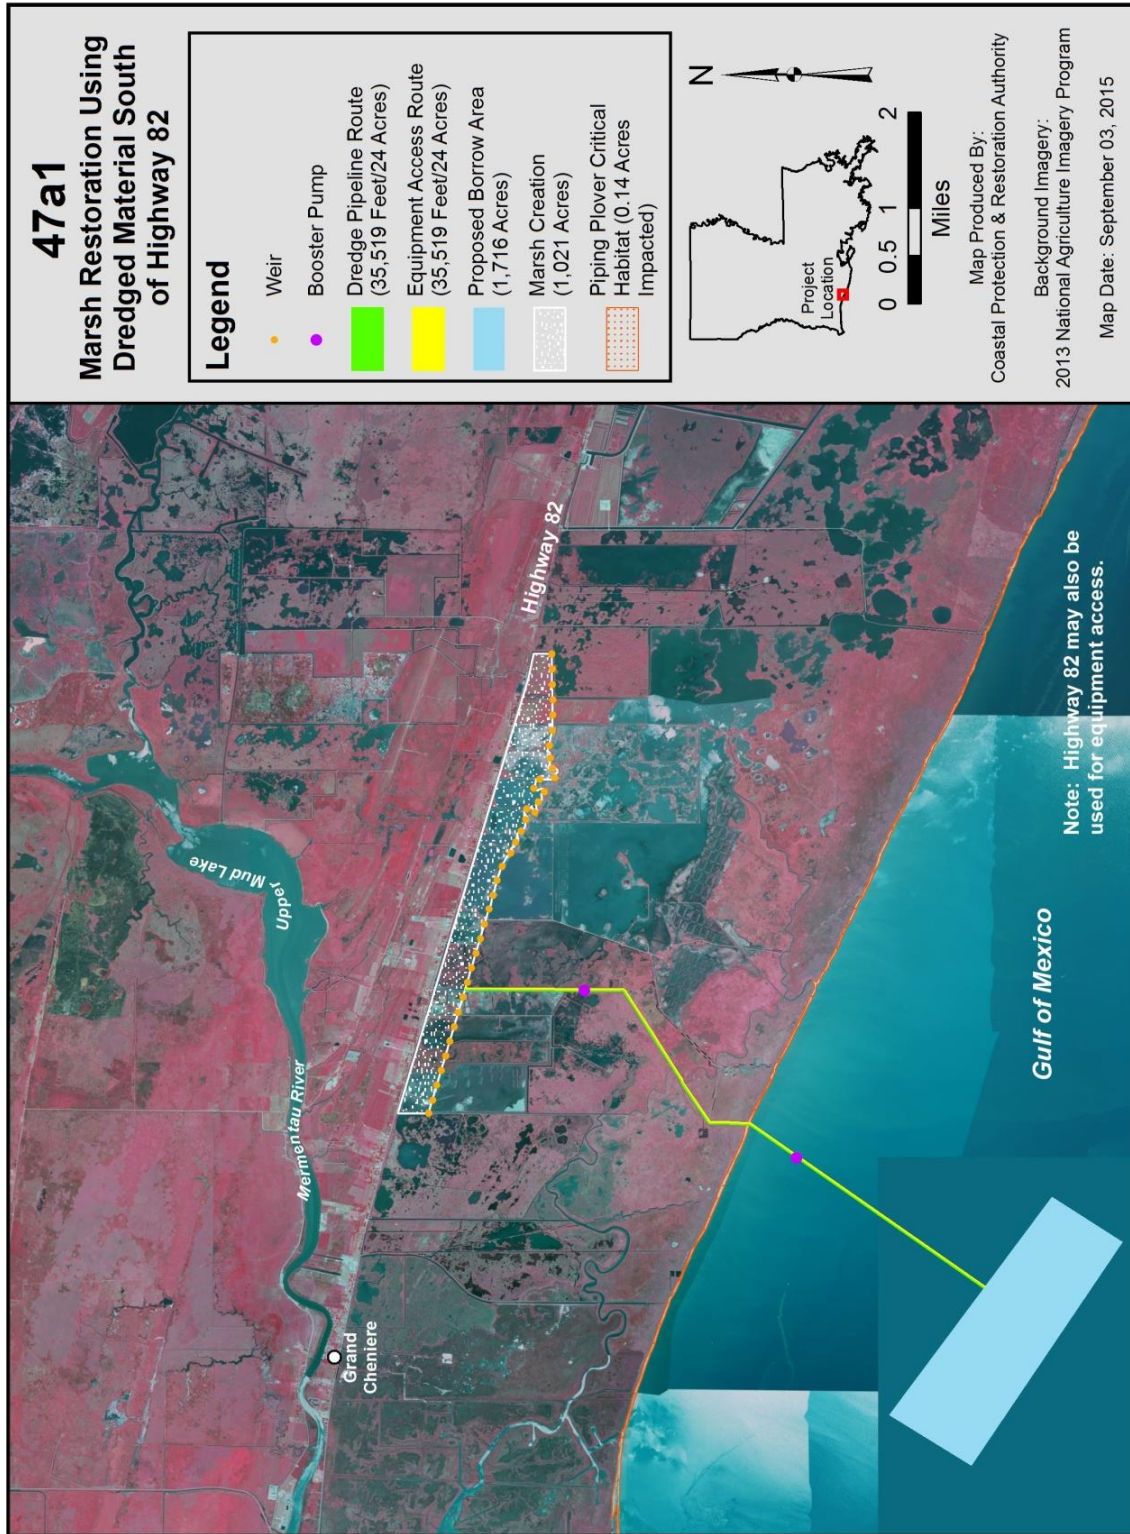 47a1
Marsh Restoration Using
Dredged Material South
of Highway 82
Legend
Weir
Booster Pump
Dredge Pipeline Route
(35,519 Feet/24 Acres)
Equipment Access Route
(35,519 Feet/24 Acres)
Proposed Borrow Area
(1,716 Acres)
Marsh Creation
(1,021 Acres)
Piping Plover Critical
Habitat (0.14 Acres
Impacted)
N
Project
Location
0 0.5 1 2
Miles
Map Produced By:
Coastal Protection & Restoration Authority
Background Imagery:
2013 National Agriculture Imagery Program
Map Date: September 03, 2015
Upper Mud Lake
Mermentau River
Highway 82
Grand
Cheniere
Gulf of Mexico
Note: Highway 82 may also be
used for equipment access.